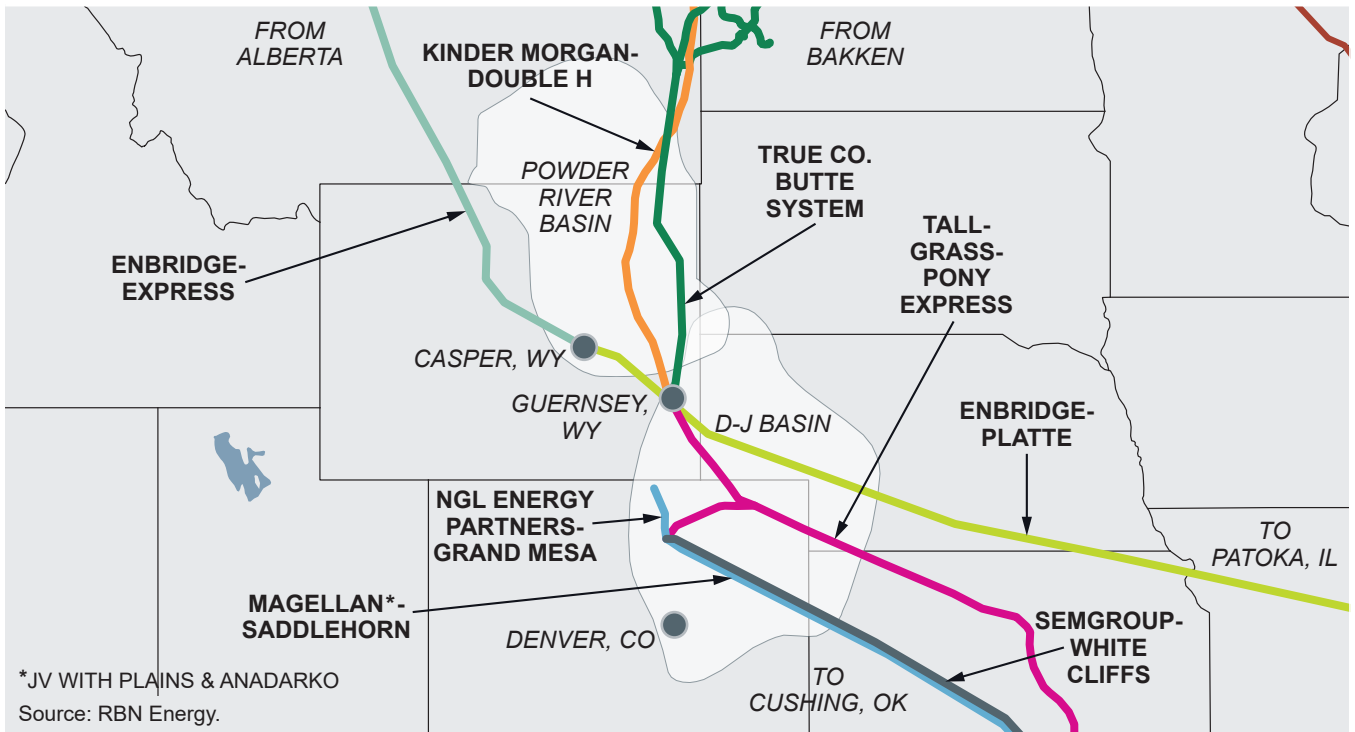 FROM
ALBERTA
KINDER MORGAN-
DOUBLE H
FROM
BAKKEN
POWDER
RIVER
BASIN
TRUE CO.
BUTTE
SYSTEM
TALL-
GRASS-
PONY
EXPRESS
ENBRIDGE-
EXPRESS
CASPER, WY
GUERNSEY,
WY
D-J BASIN
ENBRIDGE-
PLATTE
NGL ENERGY
PARTNERS-
GRAND MESA
TO
PATOKA, IL
MAGELLAN*-
SADDLEHORN
DENVER, CO
SEMGROUP-
WHITE
CLIFFS
TO
CUSHING, OK
*JV WITH PLAINS & ANADARKO
Source: RBN Energy.